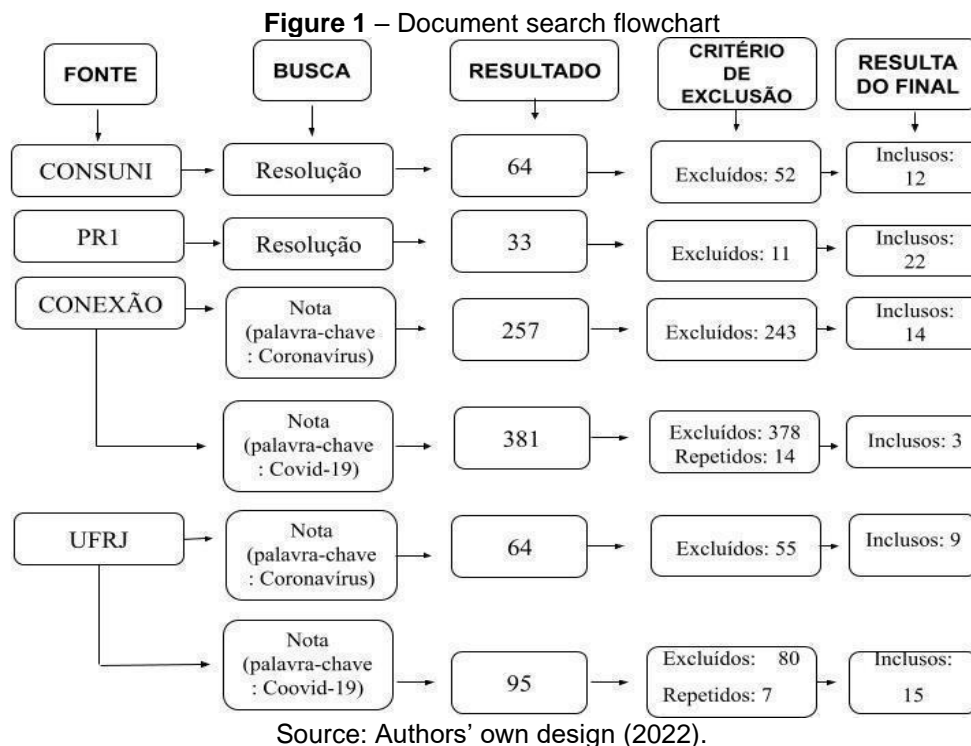 Figure 1 – Document search flowchart
FONTE
BUSCA
RESULTADO
CRITÉRIO
DE
EXCLUSÃO
RESULTA
DO FINAL
CONSUNI
Resolução
64
Excluídos: 52
Inclusos:
12
PR1
Resolução
33
Excluídos: 11
Inclusos:
22
CONEXÃO
Nota
(palavra-chave
: Coronavírus)
257
Excluídos: 243
Inclusos:
14
Nota
(palavra-chave
: Covid-19)
381
Excluídos: 378
Repetidos: 14
Inclusos: 3
UFRJ
Nota
(palavra-chave
: Coronavírus)
64
Excluídos: 55
Inclusos: 9
Nota
(palavra-chave
: Coovid-19)
95
Excluídos: 80
Repetidos: 7
Inclusos:
15
Source: Authors’ own design (2022).